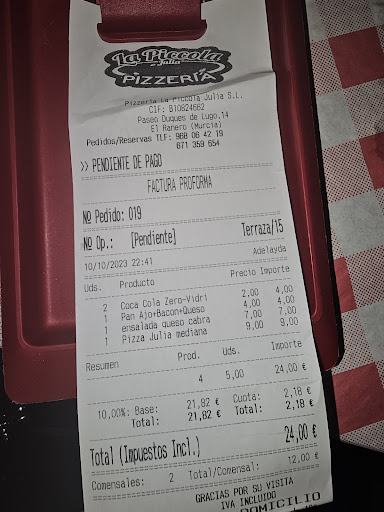 La Piccola
Julia
PIZZERIA
Pizzería La Piccola Julia S.L.
CIF: B10824662
Paseo Duques de Lugo,14
El Ranero (Murcia)
Pedidos/Reservas TLF: 968 06 42 19
671 359 654
>> PENDIENTE DE PAGO
FACTURA PROFORMA
Nº Pedido: 019
Nº Op.: [Pendiente] Terraza/15
10/10/2023 22:41 Adelayda
Uds. Producto Precio Importe
2 Coca Cola Zero-Vidri 2,00 4,00
1 Pan Ajo+Bacon+Queso 4,00 4,00
1 ensalada queso cabra 7,00 7,00
1 Pizza Julia mediana 9,00 9,00
Resumen Prod. Uds. Importe
4 5,00 24,00 €
10,00%: Base: 21,82 € Cuota: 2,18 €
Total: 21,82 € Total: 2,18 €
Total (Impuestos Incl.) 24,00 €
Comensales: 2 Total/Comensal: 12,00 €
GRACIAS POR SU VISITA
IVA INCLUIDO
DOMICILIO